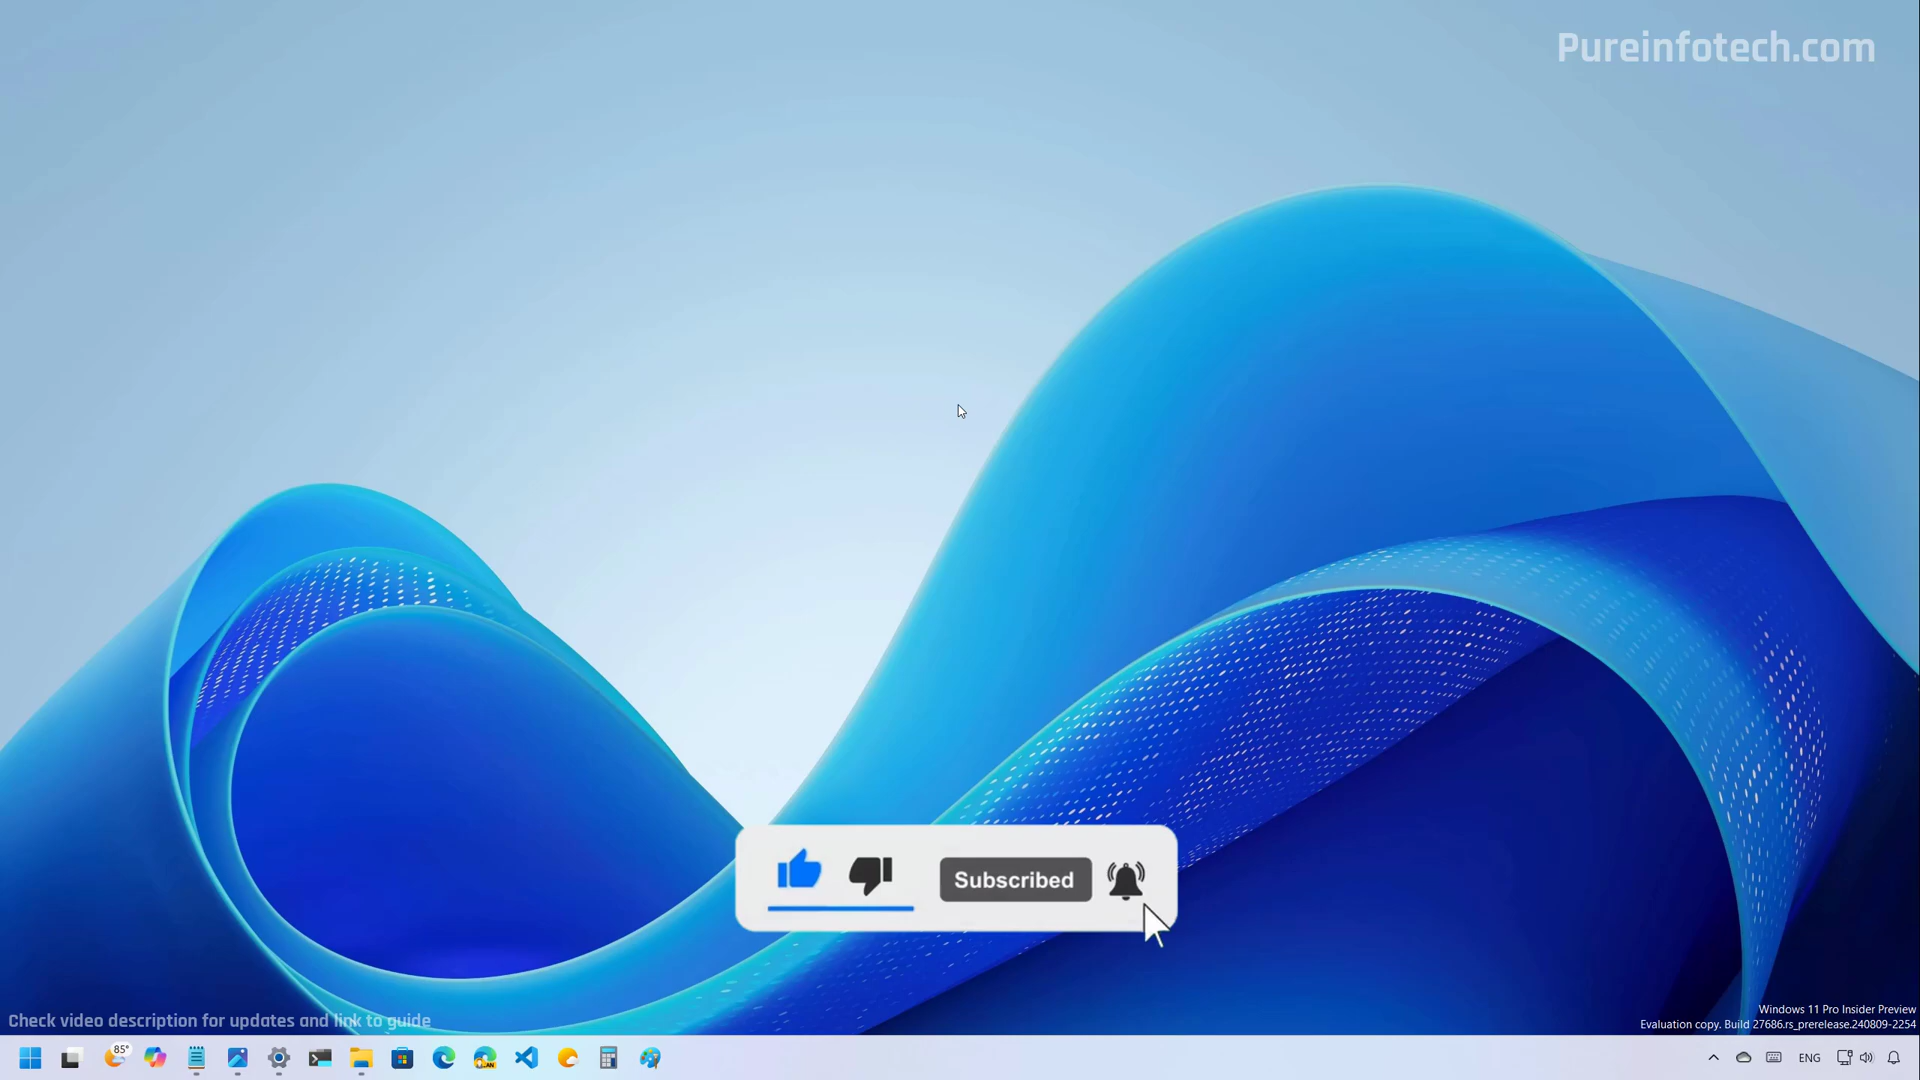 Pureinfotech.com
Subscribed
Windows 11 Pro Insider Preview
Check video description for updates and link to guide
Evaluation copy. Build 27686.rs_prerelease.240809-2254
85°
CAN
ENG